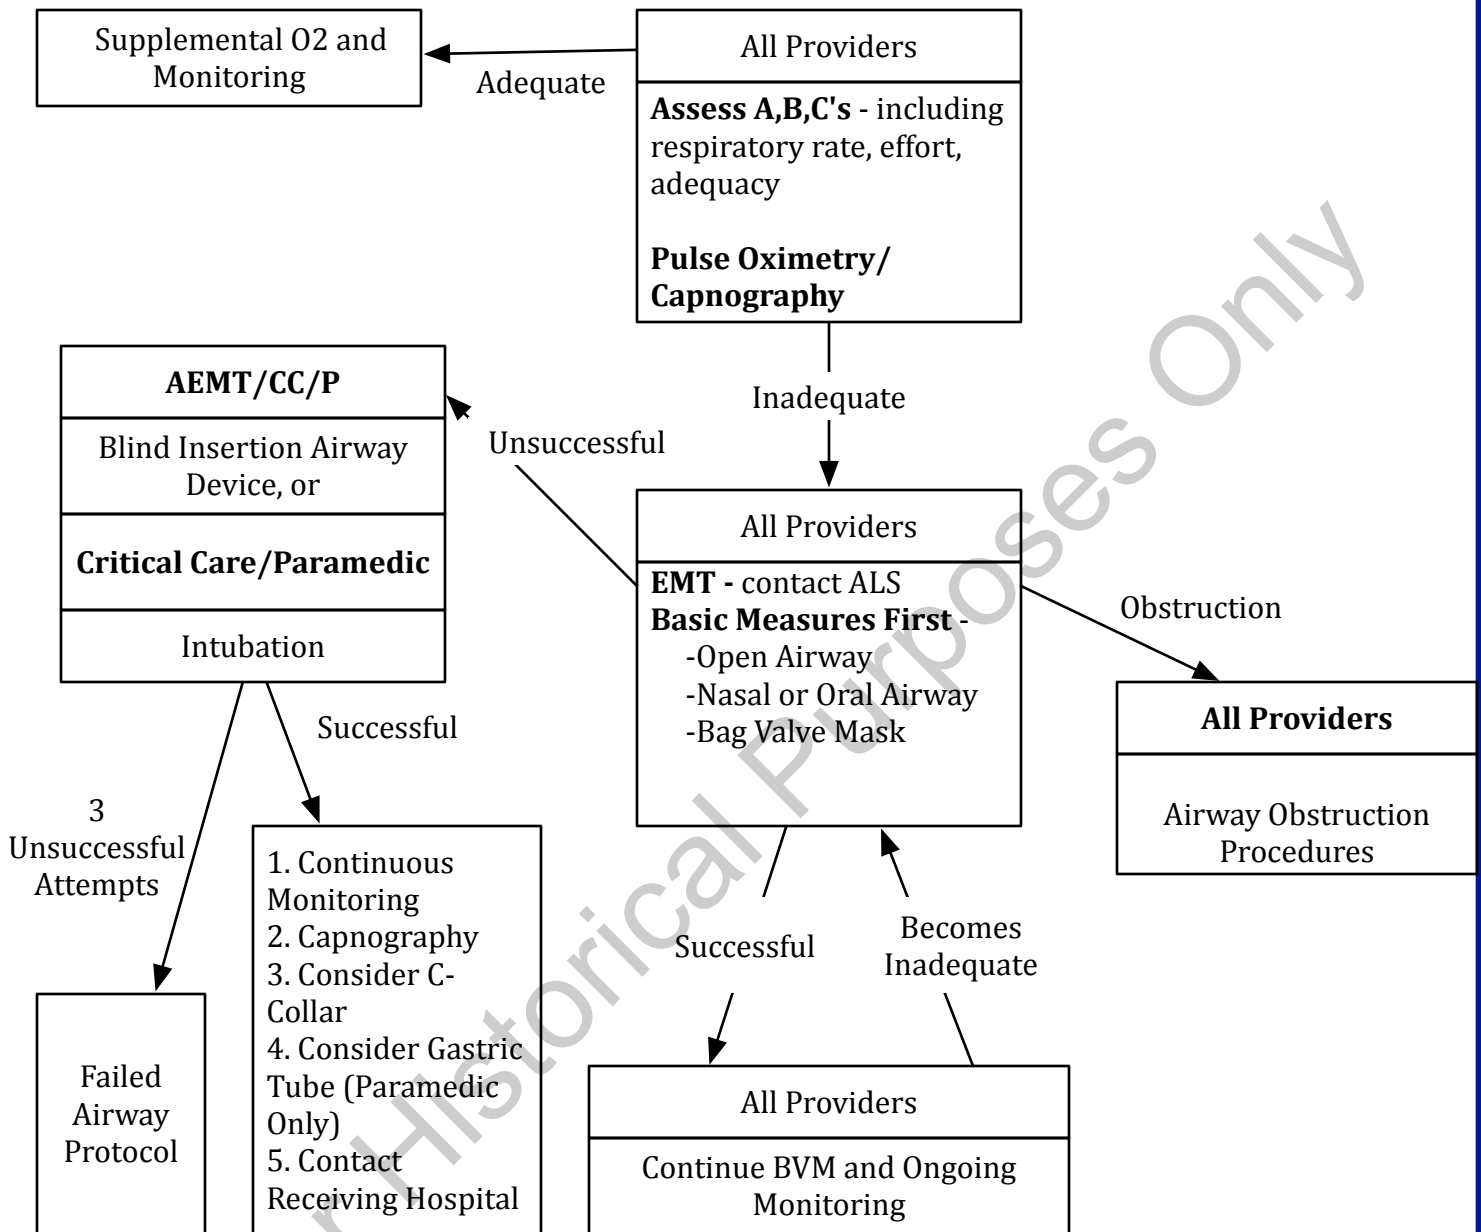 Supplemental O2 and
Monitoring
Adequate
All Providers
Assess A,B,C's - including
respiratory rate, effort,
adequacy
Pulse Oximetry/
Capnography
Inadequate
AEMT/CC/P
Blind Insertion Airway
Device, or
Critical Care/Paramedic
Intubation
Unsuccessful
All Providers
EMT - contact ALS
Basic Measures First -
-Open Airway
-Nasal or Oral Airway
-Bag Valve Mask
Obstruction
All Providers
Airway Obstruction
Procedures
Successful
3
Unsuccessful
Attempts
Failed
Airway
Protocol
1. Continuous
Monitoring
2. Capnography
3. Consider C-
Collar
4. Consider Gastric
Tube (Paramedic
Only)
5. Contact
Receiving Hospital
Successful
Becomes
Inadequate
All Providers
Continue BVM and Ongoing
Monitoring
Historical Purposes Only